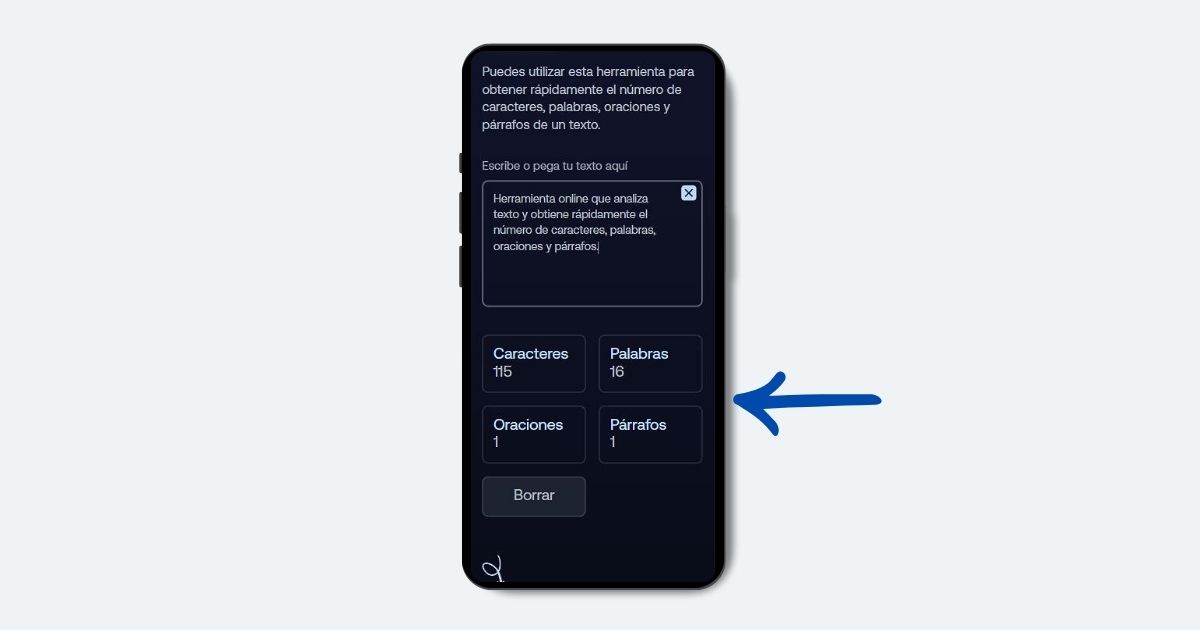 Puedes utilizar esta herramienta para
obtener rápidamente el número de
caracteres, palabras, oraciones y
párrafos de un texto.
Escribe o pega tu texto aquí
Herramienta online que analiza
texto y obtiene rápidamente el
número de caracteres, palabras,
oraciones y párrafos.
Caracteres
115
Palabras
16
Oraciones
1
Párrafos
1
Borrar